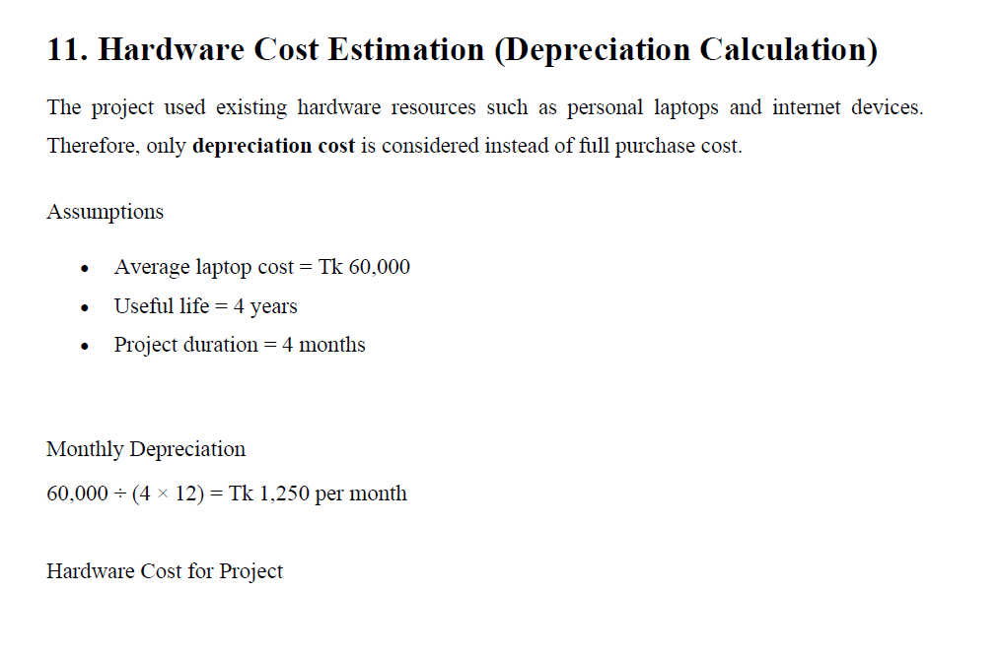 11. Hardware Cost Estimation (Depreciation Calculation)
The project used existing hardware resources such as personal laptops and internet devices.
Therefore, only depreciation cost is considered instead of full purchase cost.
Assumptions
• Average laptop cost = Tk 60,000
• Useful life = 4 years
• Project duration = 4 months
Monthly Depreciation
60,000 ÷ (4 × 12) = Tk 1,250 per month
Hardware Cost for Project